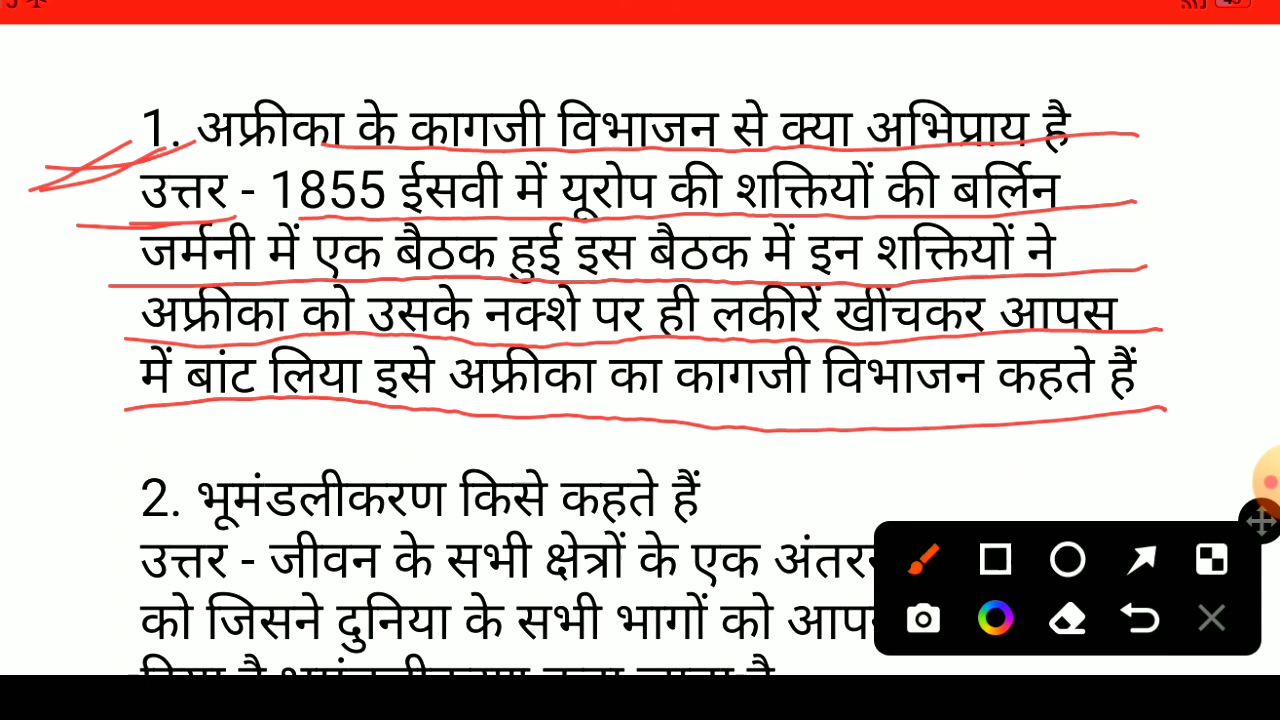 1. अफ्रीका के कागजी विभाजन से क्या अभिप्राय है
उत्तर - 1855 ईसवी में यूरोप की शक्तियों की बर्लिन
जर्मनी में एक बैठक हुई इस बैठक में इन शक्तियों ने
अफ्रीका को उसके नक्शे पर ही लकीरें खींचकर आपस
में बांट लिया इसे अफ्रीका का कागजी विभाजन कहते हैं
2. भूमंडलीकरण किसे कहते हैं
उत्तर - जीवन के सभी क्षेत्रों के एक
को जिसने दुनिया के सभी भागों को